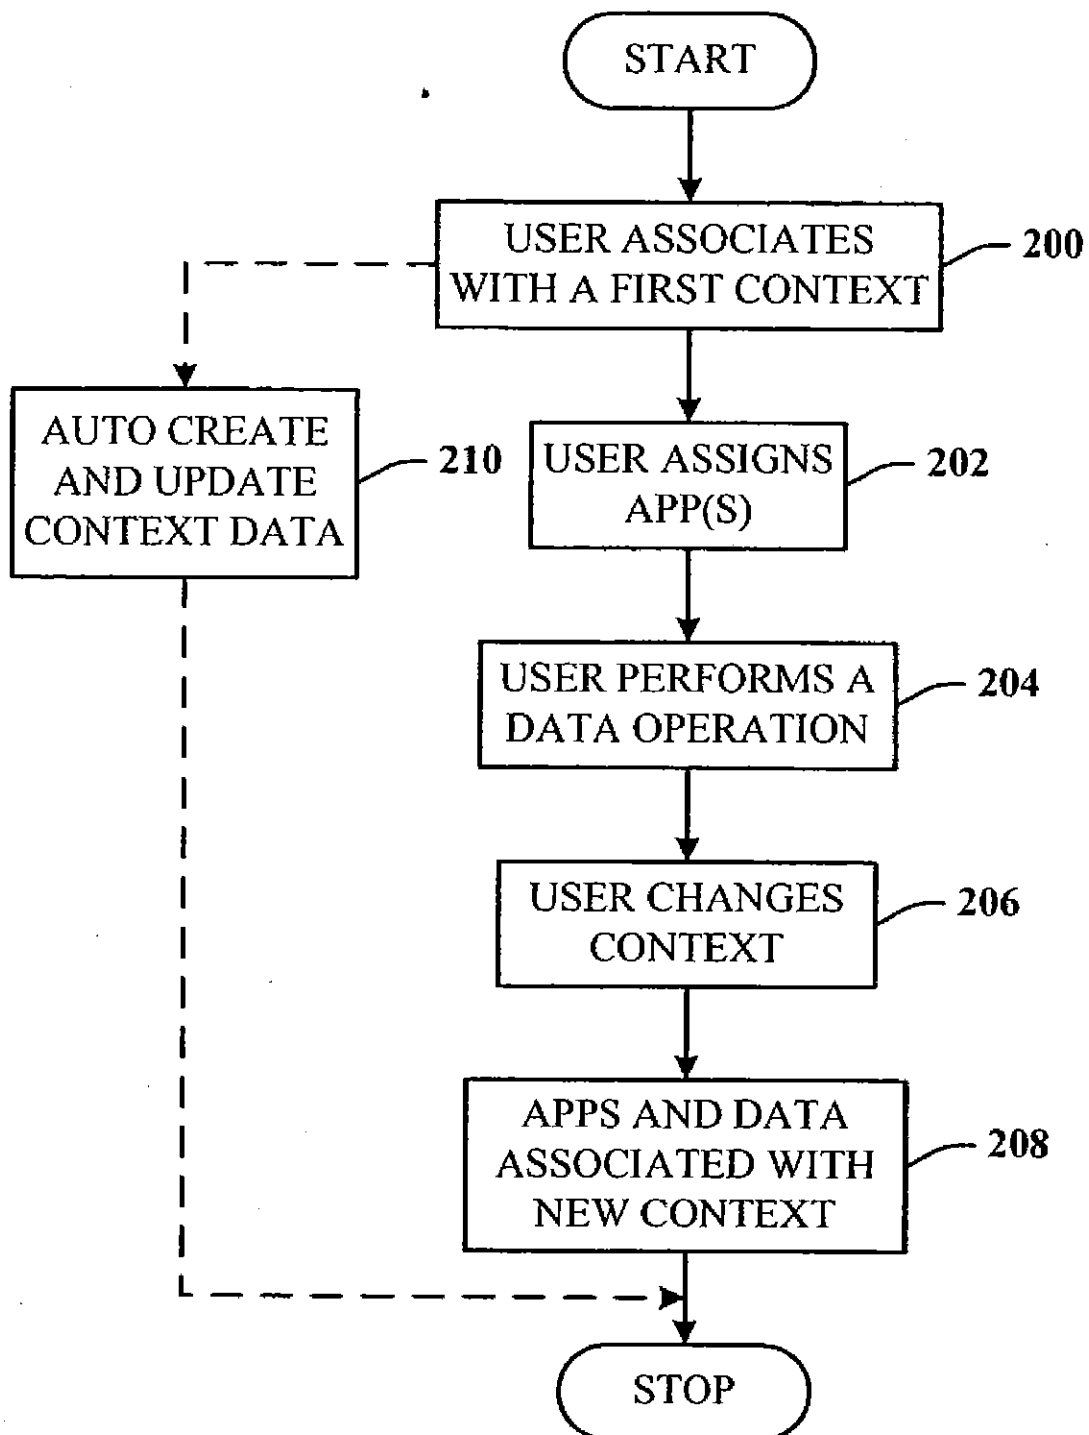 START
USER ASSOCIATES
WITH A FIRST CONTEXT
200
AUTO CREATE
AND UPDATE
CONTEXT DATA
210
USER ASSIGNS
APP(S)
202
USER PERFORMS A
DATA OPERATION
204
USER CHANGES
CONTEXT
206
APPS AND DATA
ASSOCIATED WITH
NEW CONTEXT
208
STOP